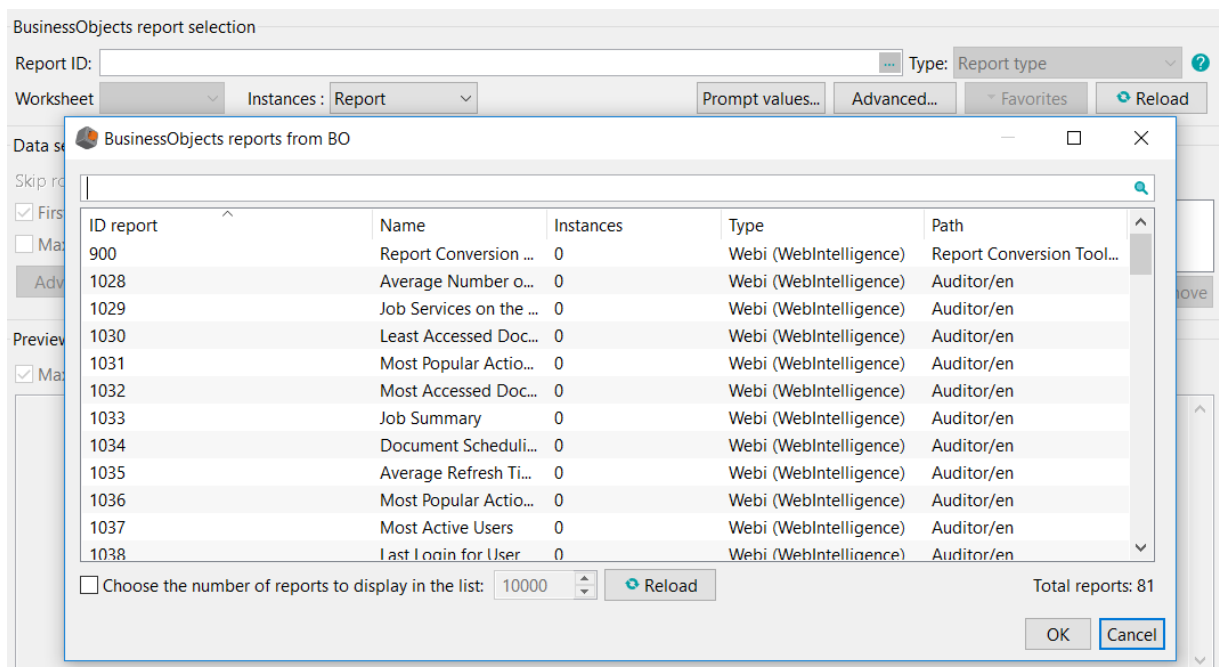 BusinessObjects report selection
Report ID: ... Type: Report type ?
Worksheet Instances : Report Prompt values... Advanced... Favorites Reload
Data se
BusinessObjects reports from BO
Skip ro
Firs
ID report Name Instances Type Path
Max
900 Report Conversion ... 0 Webi (WebIntelligence) Report Conversion Tool...
1028 Average Number o... 0 Webi (WebIntelligence) Auditor/en
Adv
ove
1029 Job Services on the ... 0 Webi (WebIntelligence) Auditor/en
1030 Least Accessed Doc... 0 Webi (WebIntelligence) Auditor/en
Preview
1031 Most Popular Actio... 0 Webi (WebIntelligence) Auditor/en
Max
1032 Most Accessed Doc... 0 Webi (WebIntelligence) Auditor/en
1033 Job Summary 0 Webi (WebIntelligence) Auditor/en
1034 Document Scheduli... 0 Webi (WebIntelligence) Auditor/en
1035 Average Refresh Ti... 0 Webi (WebIntelligence) Auditor/en
1036 Most Popular Actio... 0 Webi (WebIntelligence) Auditor/en
1037 Most Active Users 0 Webi (WebIntelligence) Auditor/en
1038 Last Login for User 0 Webi (WebIntelligence) Auditor/en
Choose the number of reports to display in the list: 10000 Reload Total reports: 81
OK Cancel